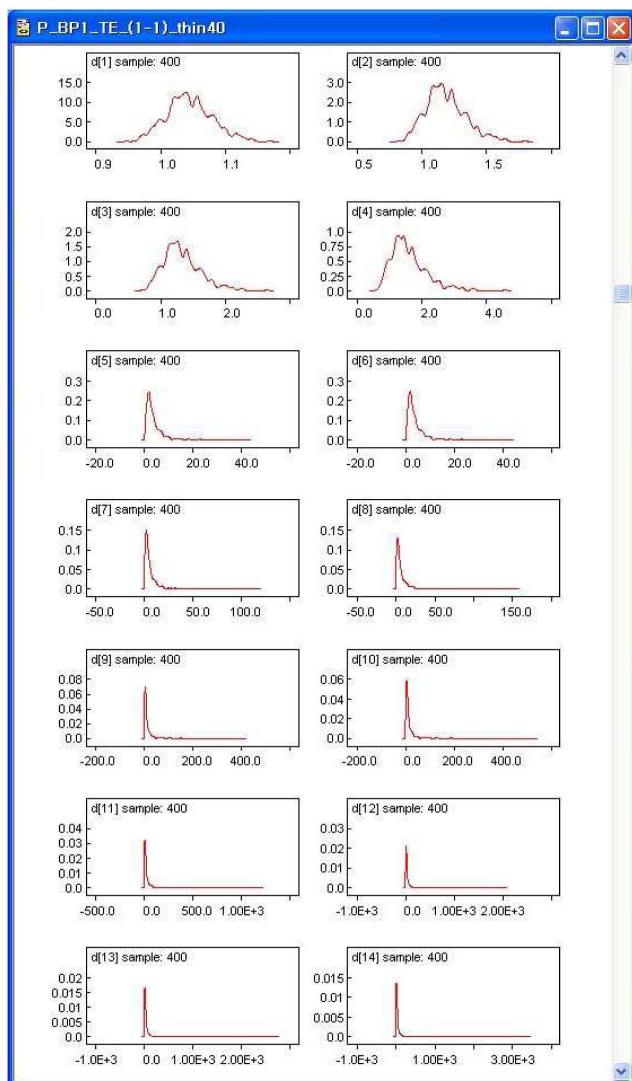 P_BP1_TE_(1-1)_thin40
d[1] sample: 400
15.0
10.0
5.0
0.0
0.9 1.0 1.1
d[2] sample: 400
3.0
2.0
1.0
0.0
0.5 1.0 1.5
d[3] sample: 400
2.0
1.5
1.0
0.5
0.0
0.0 1.0 2.0
d[4] sample: 400
1.0
0.75
0.5
0.25
0.0
0.0 2.0 4.0
d[5] sample: 400
0.3
0.2
0.1
0.0
-20.0 0.0 20.0 40.0
d[6] sample: 400
0.3
0.2
0.1
0.0
-20.0 0.0 20.0 40.0
d[7] sample: 400
0.15
0.1
0.05
0.0
-50.0 0.0 50.0 100.0
d[8] sample: 400
0.15
0.1
0.05
0.0
-50.0 0.0 50.0 150.0
d[9] sample: 400
0.08
0.06
0.04
0.02
0.0
-200.0 0.0 200.0 400.0
d[10] sample: 400
0.06
0.04
0.02
0.0
-200.0 0.0 200.0 400.0
d[11] sample: 400
0.04
0.03
0.02
0.01
0.0
-500.0 0.0 500.0 1.00E+3
d[12] sample: 400
0.03
0.02
0.01
0.0
-1.0E+3 0.0 1.00E+3 2.00E+3
d[13] sample: 400
0.02
0.015
0.01
0.005
0.0
-1.0E+3 0.0 1.00E+3 2.00E+3
d[14] sample: 400
0.015
0.01
0.005
0.0
-1.0E+3 0.0 1.00E+3 3.00E+3